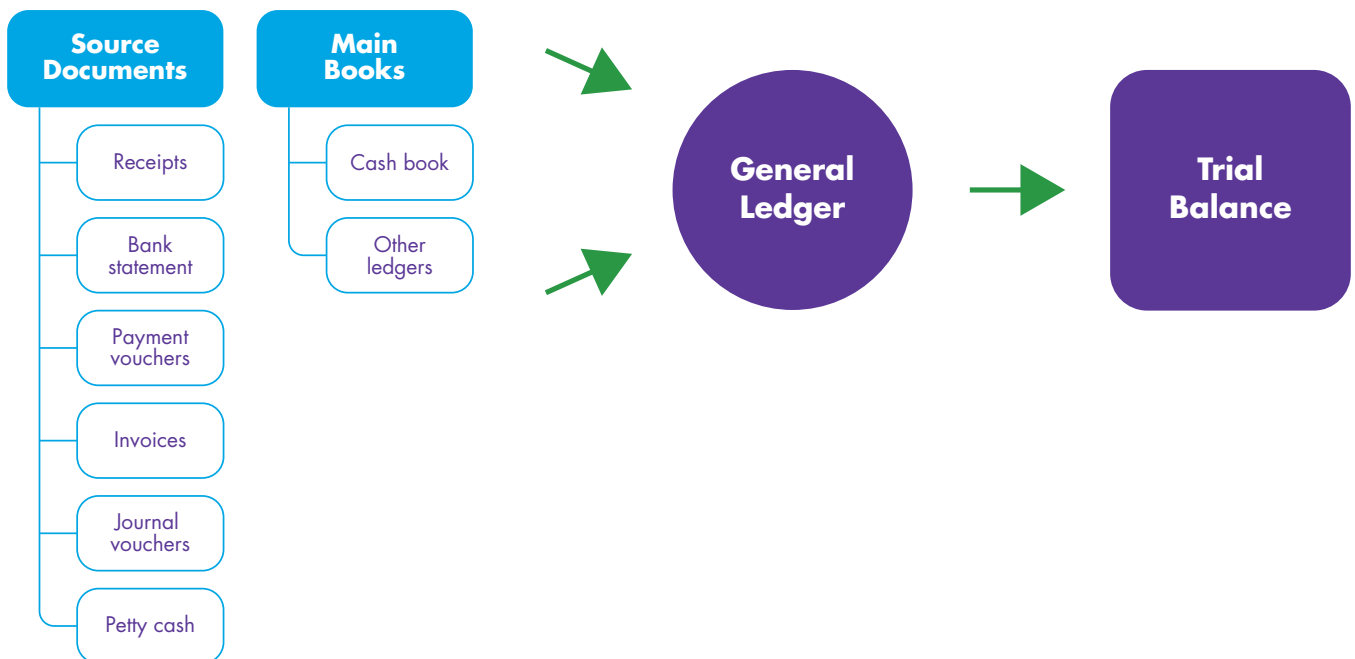 Source
Documents
Receipts
Bank
statement
Payment
vouchers
Invoices
Journal
vouchers
Petty cash
Main
Books
Cash book
Other
ledgers
General
Ledger
Trial
Balance